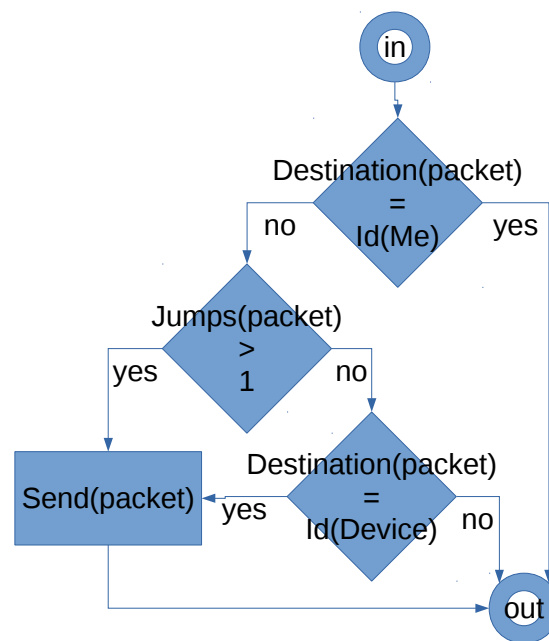 in
Destination(packet)
=
Id(Me)
no
yes
Jumps(packet)
>
1
yes
no
Destination(packet)
=
Id(Device)
Send(packet)
yes
no
out